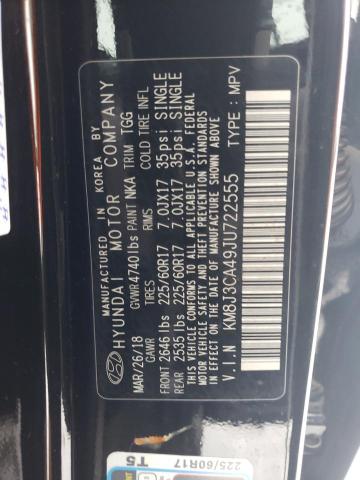 MANUFACTURED IN KOREA BY
HYUNDAI MOTOR COMPANY
GVWR 4740lbs PAINT NKA TRIM TGG
MAR/26/18 GAWR RIMS COLD TIRE INFL
FRONT 2646 lbs 225/60R17 7.0JX17 35psi SINGLE
REAR 2535 lbs 225/60R17 7.0JX17 35psi SINGLE
THIS VEHICLE CONFORMS TO ALL APPLICABLE U.S.A. FEDERAL
MOTOR VEHICLE SAFETY, BUMPER, AND THEFT PREVENTION STANDARDS
IN EFFECT ON THE DATE OF MANUFACTURE SHOWN ABOVE.
V.I.N KM8J3CA49JU722555 TYPE: MPV
225/60R17
T5